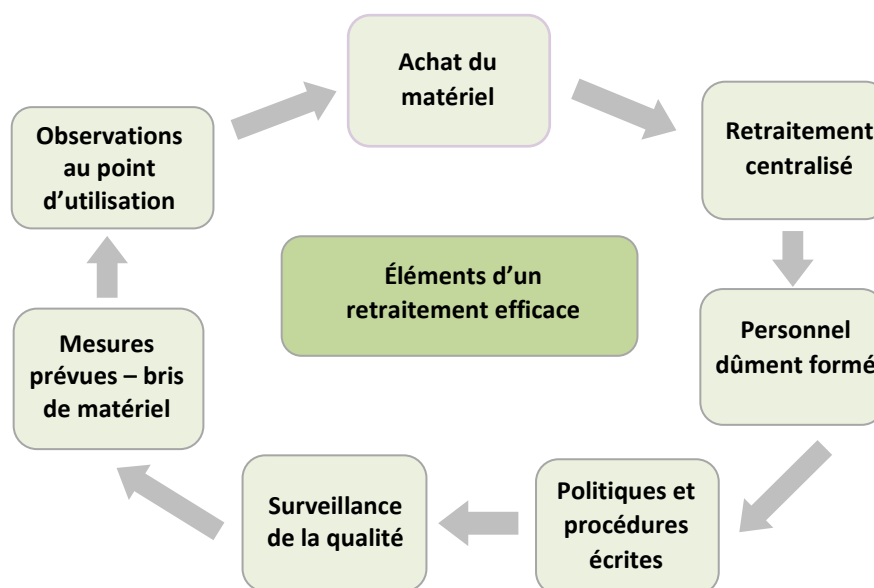 Achat du
matériel
Retraitement
centralisé
Personnel
dûment formé
Politiques et
procédures
écrites
Surveillance
de la qualité
Mesures
prévues – bris
de matériel
Observations
au point
d’utilisation
Éléments d’un
retraitement efficace